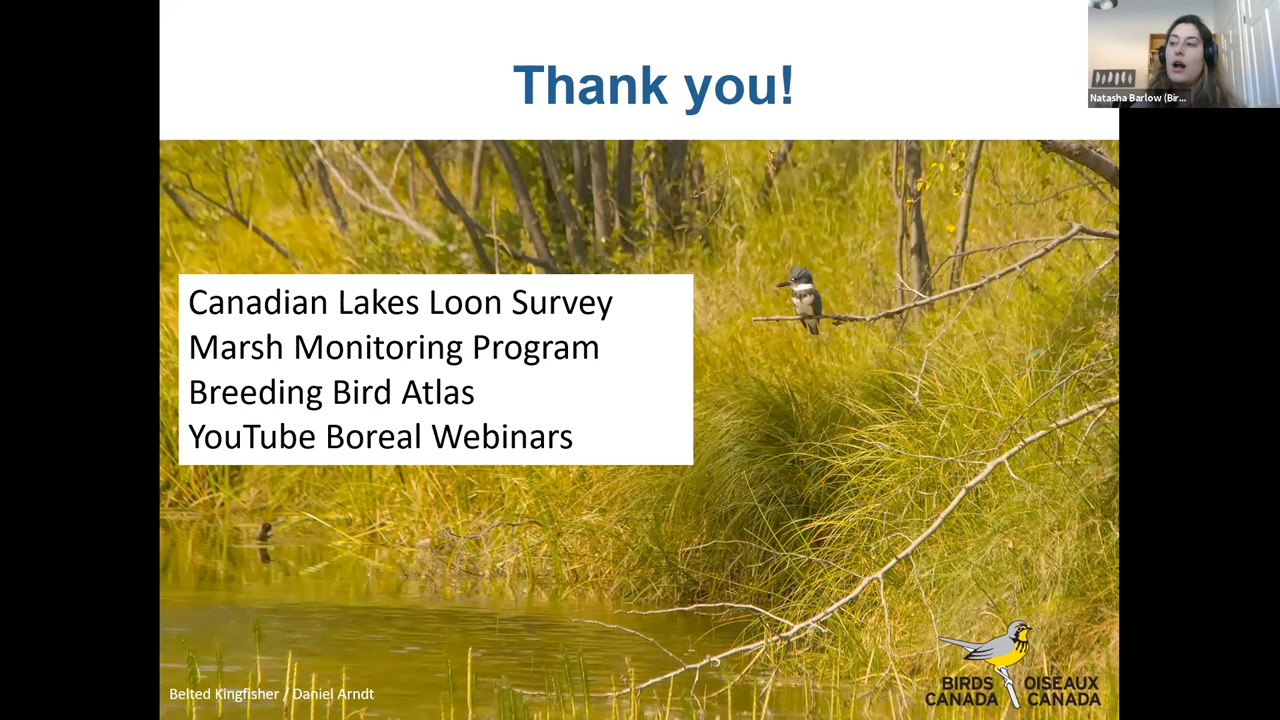 Thank you!
Natasha Barlow (Bir...
Canadian Lakes Loon Survey
Marsh Monitoring Program
Breeding Bird Atlas
YouTube Boreal Webinars
Belted Kingfisher / Daniel Arndt
BIRDS CANADA
OISEAUX CANADA